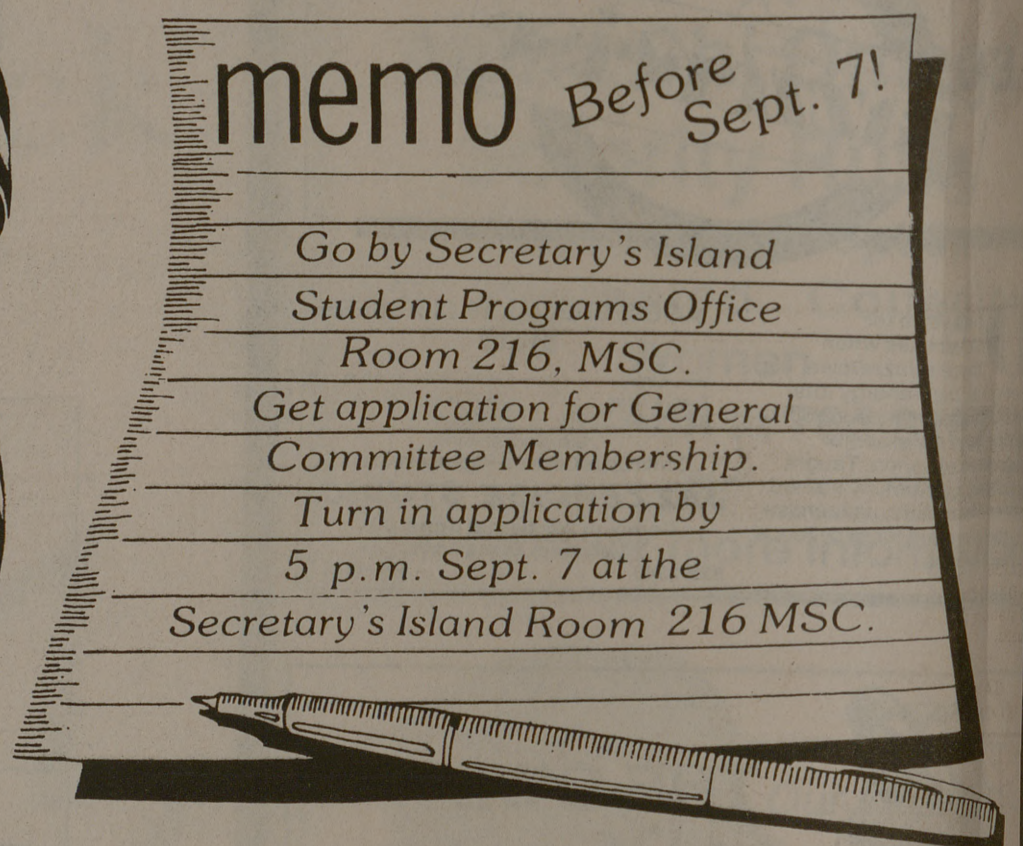 memo Before
Sept. 7!
Go by Secretary's Island
Student Programs Office
Room 216, MSC.
Get application for General
Committee Membership.
Turn in application by
5 p.m. Sept. 7 at the
Secretary's Island Room 216 MSC.